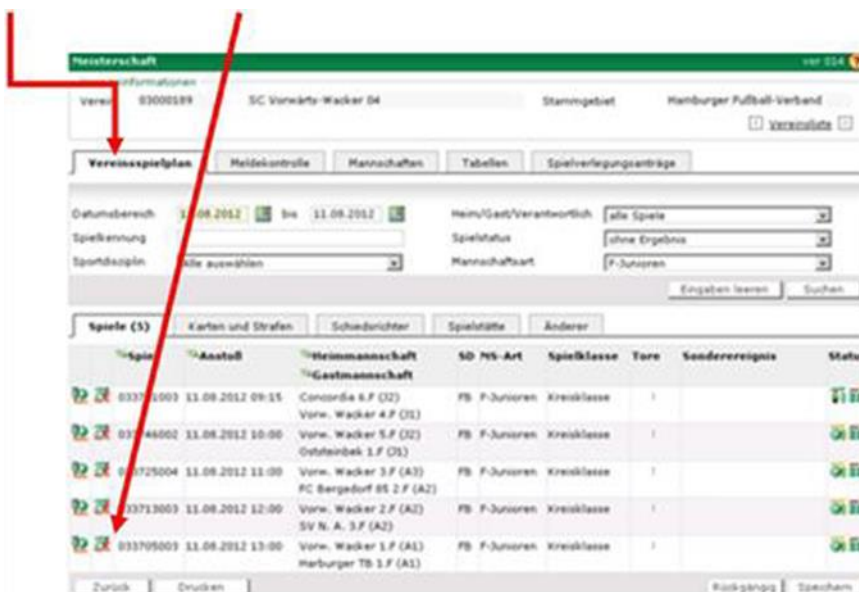 Meisterschaft ver 014
Verein 03000189 SC Vorwärts-Wacker 04 Stammgebiet Hamburger Fußball-Verband
Vereinsliste
Vereinsspielplan Meldekontrolle Mannschaften Tabellen Spielverlegungsanträge
Datumsbereich 11.08.2012 bis 11.08.2012 Heim/Gast/Verantwortlich alle Spiele
Spielkennung Spielstatus ohne Ergebnis
Sportdisziplin Alle auswählen Mannschaftsart F-Junioren
Eingaben leeren Suchen
Spiele (5) Karten und Strafen Schiedsrichter Spielstätte Änderer
Spiel Anstoß Heimmannschaft SD MS-Art Spielklasse Tore Sonderereignis Status
Gastmannschaft
11.08.2012 09:15 Concordia 6.F (J2) FB F-Junioren Kreisklasse :
Vorw. Wacker 4.F (J1)
11.08.2012 10:00 Vorw. Wacker 5.F (J2) FB F-Junioren Kreisklasse :
Oststeinbek 1.F (J1)
11.08.2012 11:00 Vorw. Wacker 3.F (A3) FB F-Junioren Kreisklasse :
FC Bergedorf 85 2.F (A2)
033713003 11.08.2012 12:00 Vorw. Wacker 2.F (A2) FB F-Junioren Kreisklasse :
SV N. A. 3.F (A2)
033705003 11.08.2012 13:00 Vorw. Wacker 1.F (A1) FB F-Junioren Kreisklasse :
Harburger TB 1.F (A1)
Zurück Drucken Rückgängig Speichern